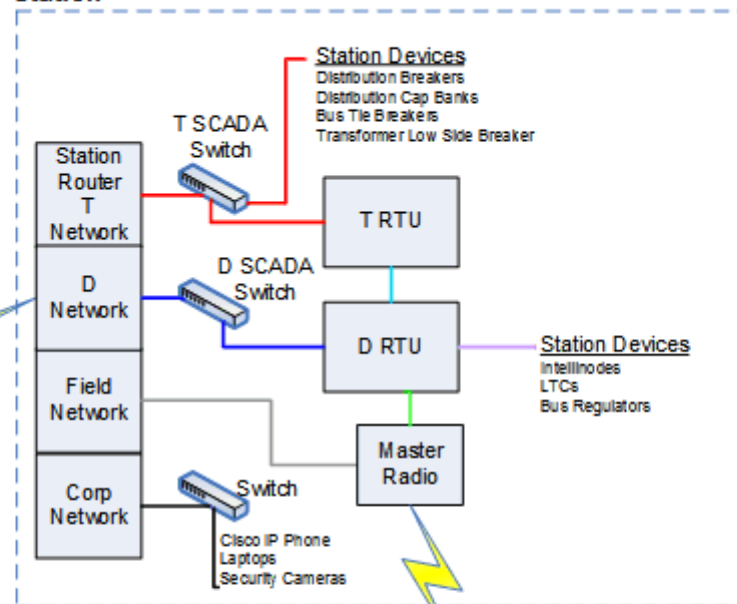 Station Devices
Distribution Breakers
Distribution Cap Banks
Bus Tie Breakers
Transformer Low Side Breaker
T SCADA
Switch
Station
Router
T
Network
T RTU
D SCADA
Switch
D
Network
D RTU
Station Devices
Intellinodes
LTCs
Bus Regulators
Field
Network
Master
Radio
Switch
Corp
Network
Cisco IP Phone
Laptops
Security Cameras